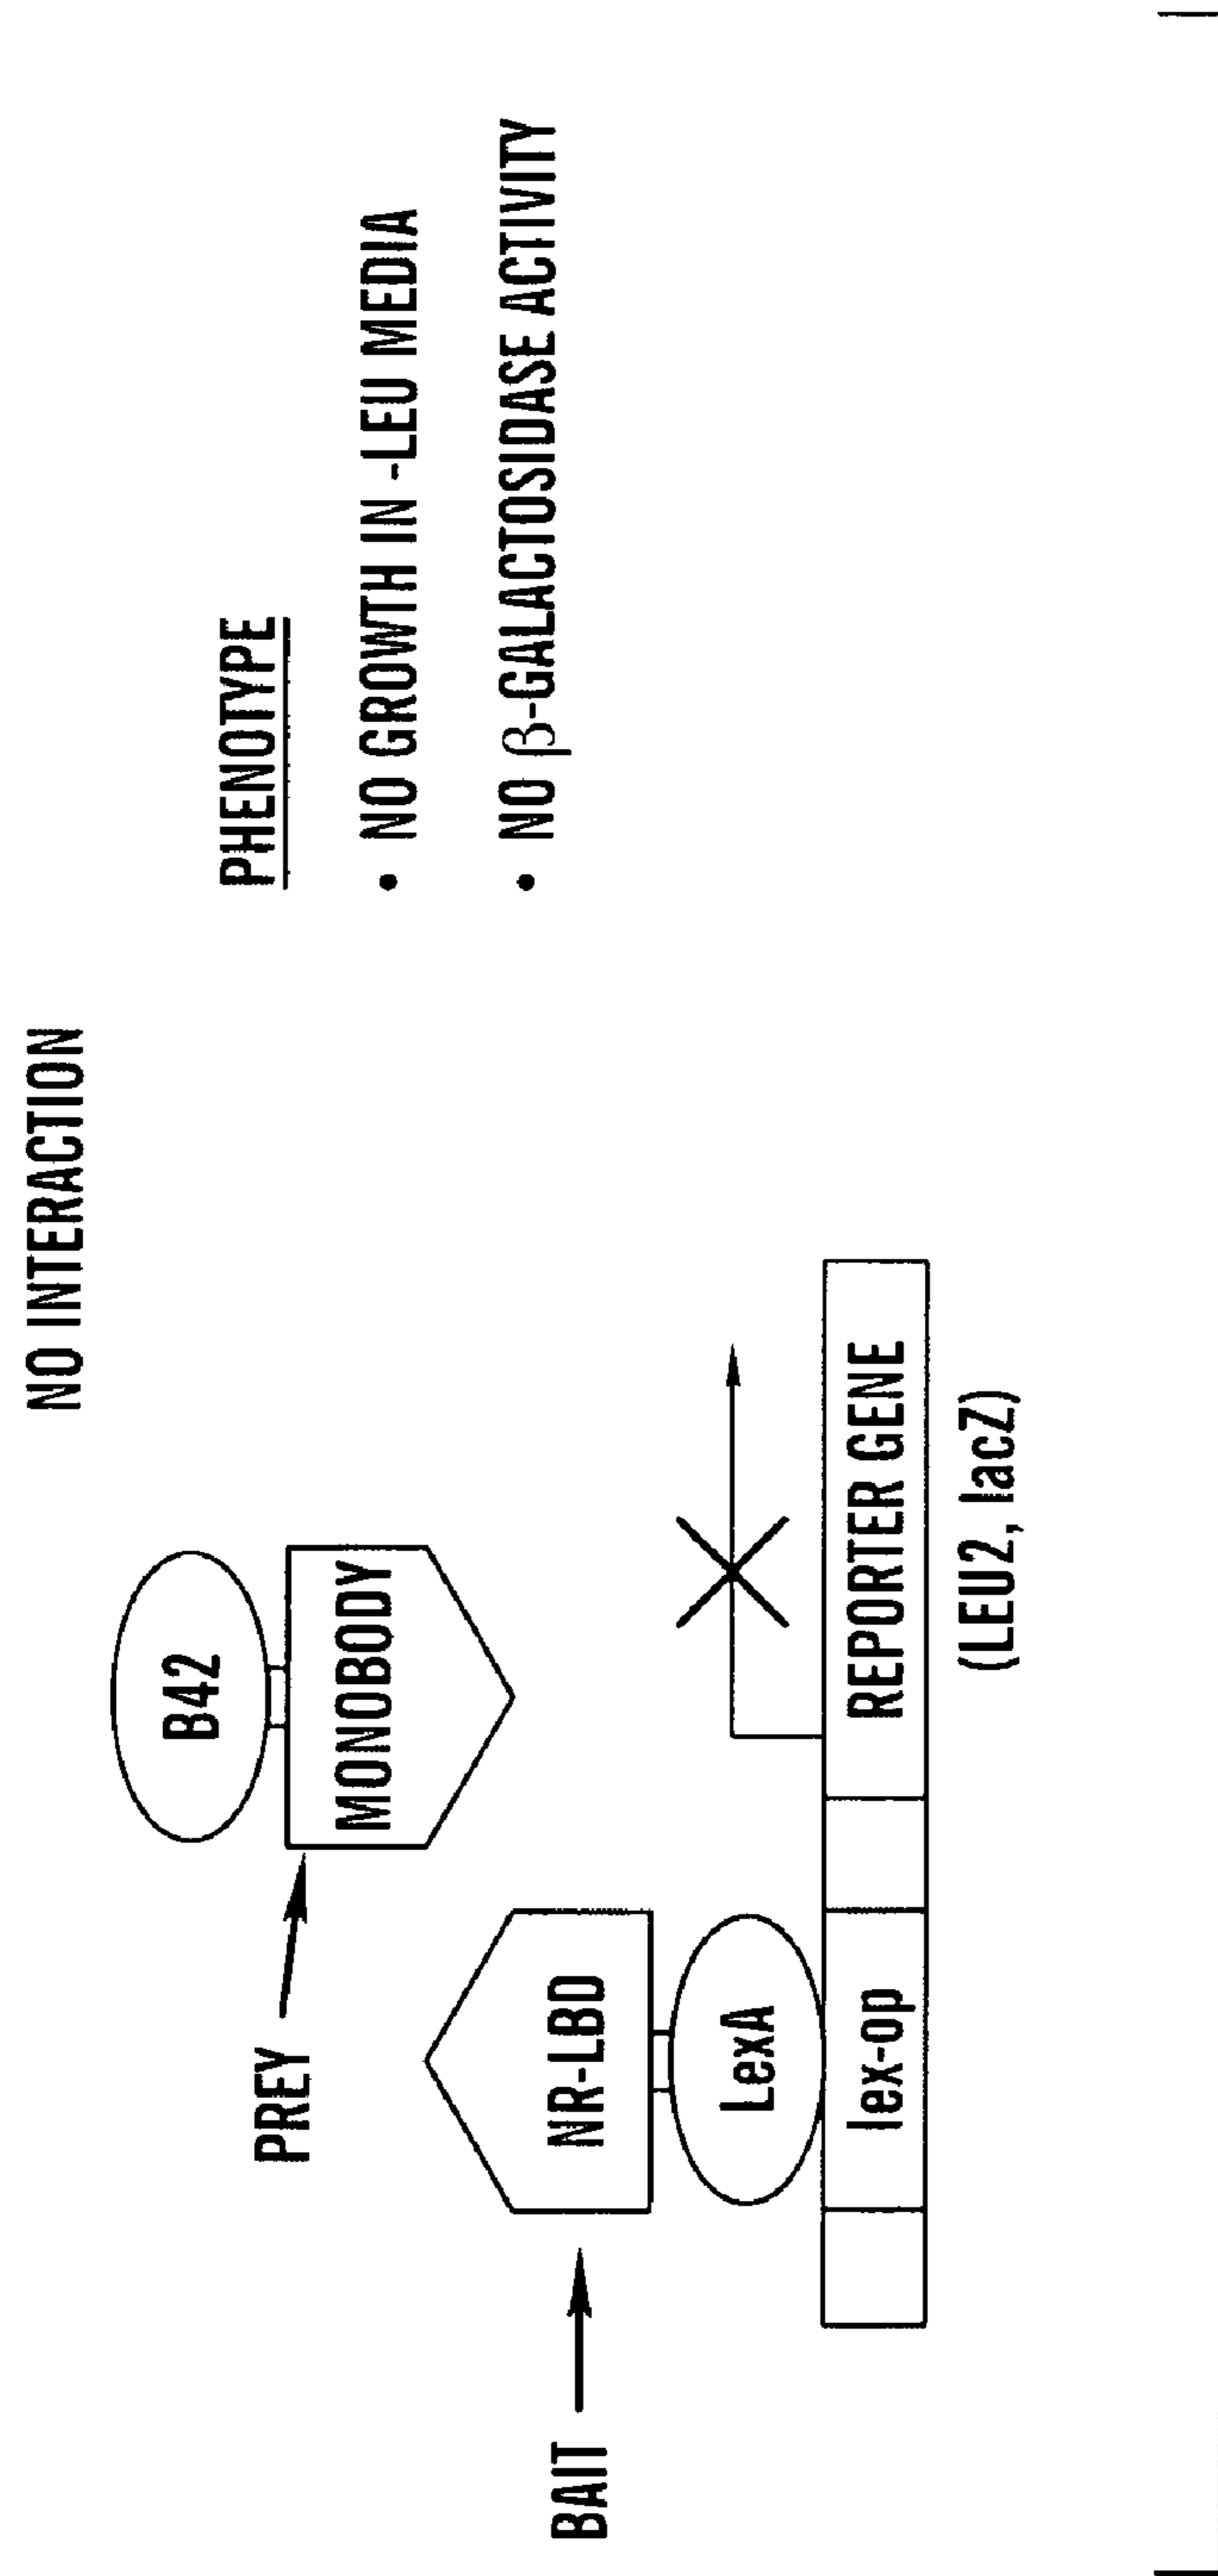 NO INTERACTION
B42
PREY
MONOBODY
BAIT
NR-LBD
LexA
lex-op
REPORTER GENE
(LEU2, lacZ)
PHENOTYPE
• NO GROWTH IN -LEU MEDIA
• NO β-GALACTOSIDASE ACTIVITY